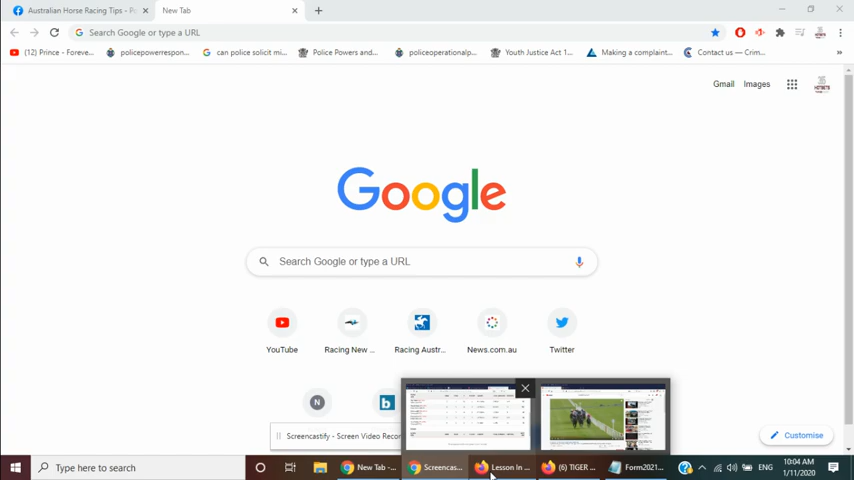 Australian Horse Racing Tips - Po
New Tab
Search Google or type a URL
(12) Prince - Foreve...
policepowerrespon...
can police solicit mi...
Police Powers and...
policeoperationalp...
Youth Justice Act 1...
Making a complaint...
Contact us — Crim...
Gmail
Images
Google
Search Google or type a URL
YouTube
Racing New ...
Racing Austr...
News.com.au
Twitter
N
b
Screencastify - Screen Video Recor
Customise
Type here to search
New Tab -...
Screencas...
Lesson In ...
(6) TIGER ...
Form2021...
ENG
10:04 AM
1/11/2020